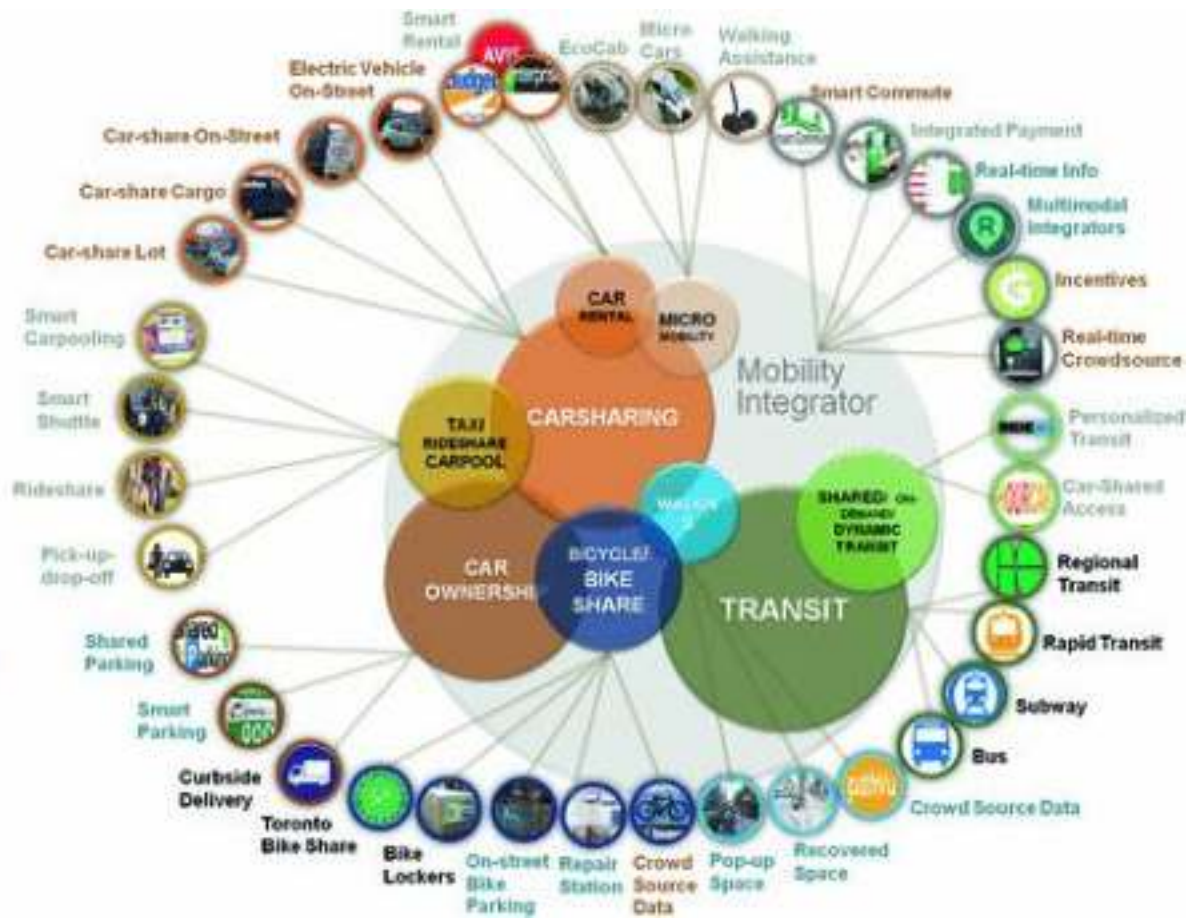 Smart
Rental
AVIS
EcoCab
Micro
Cars
Walking
Assistance
Electric Vehicle
On-Street
Smart Commute
Car-share On-Street
Integrated Payment
Real-time Info
Car-share Cargo
Multimodal
Integrators
Car-share Lot
Incentives
CAR
RENTAL
MICRO
MOBILITY
Smart
Carpooling
Real-time
Crowdsource
Mobility
Integrator
Smart
Shuttle
TAXI/
RIDESHARE
CARPOOL
CARSHARING
Personalized
Transit
Rideshare
Car-Shared
Access
SHARED/ ON-
DEMAND/
DYNAMIC
TRANSIT
Pick-up-
drop-off
CAR
OWNERSHIP
BICYCLE/
BIKE
SHARE
TRANSIT
R
Regional
Transit
Shared
Parking
Rapid Transit
Smart
Parking
Subway
Curbside
Delivery
Bus
Toronto
Bike Share
Bike
Lockers
On-street
Bike
Parking
Repair
Station
Crowd
Source
Data
Pop-up
Space
Recovered
Space
Crowd Source Data